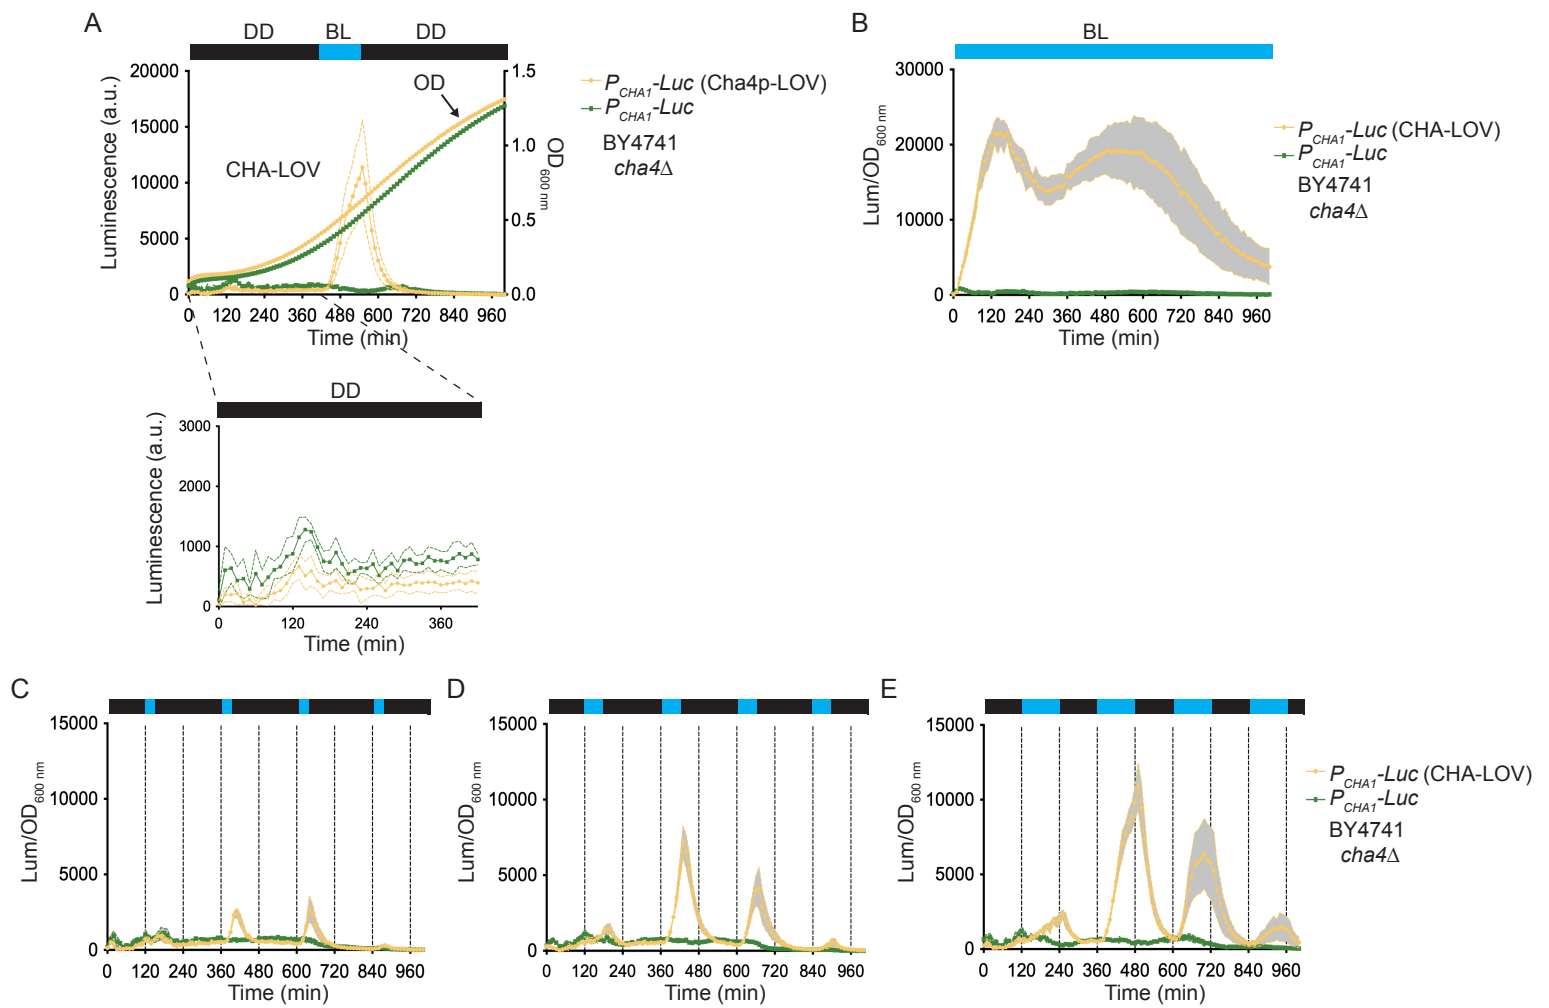 A
DD BL DD
20000
15000
10000
5000
0
1.5
1.0
0.5
0.0
Luminescence (a.u.)
OD600 nm
OD
CHA-LOV
0 120 240 360 480 600 720 840 960
Time (min)
PCHA1-Luc (Cha4p-LOV)
PCHA1-Luc
BY4741
cha4Δ
DD
3000
2000
1000
0
Luminescence (a.u.)
0 120 240 360
Time (min)
B
BL
30000
20000
10000
0
Lum/OD600 nm
0 120 240 360 480 600 720 840 960
Time (min)
PCHA1-Luc (CHA-LOV)
PCHA1-Luc
BY4741
cha4Δ
C
15000
10000
5000
0
Lum/OD600 nm
0 120 240 360 480 600 720 840 960
Time (min)
D
15000
10000
5000
0
Lum/OD600 nm
0 120 240 360 480 600 720 840 960
Time (min)
E
15000
10000
5000
0
Lum/OD600 nm
0 120 240 360 480 600 720 840 960
Time (min)
PCHA1-Luc (CHA-LOV)
PCHA1-Luc
BY4741
cha4Δ